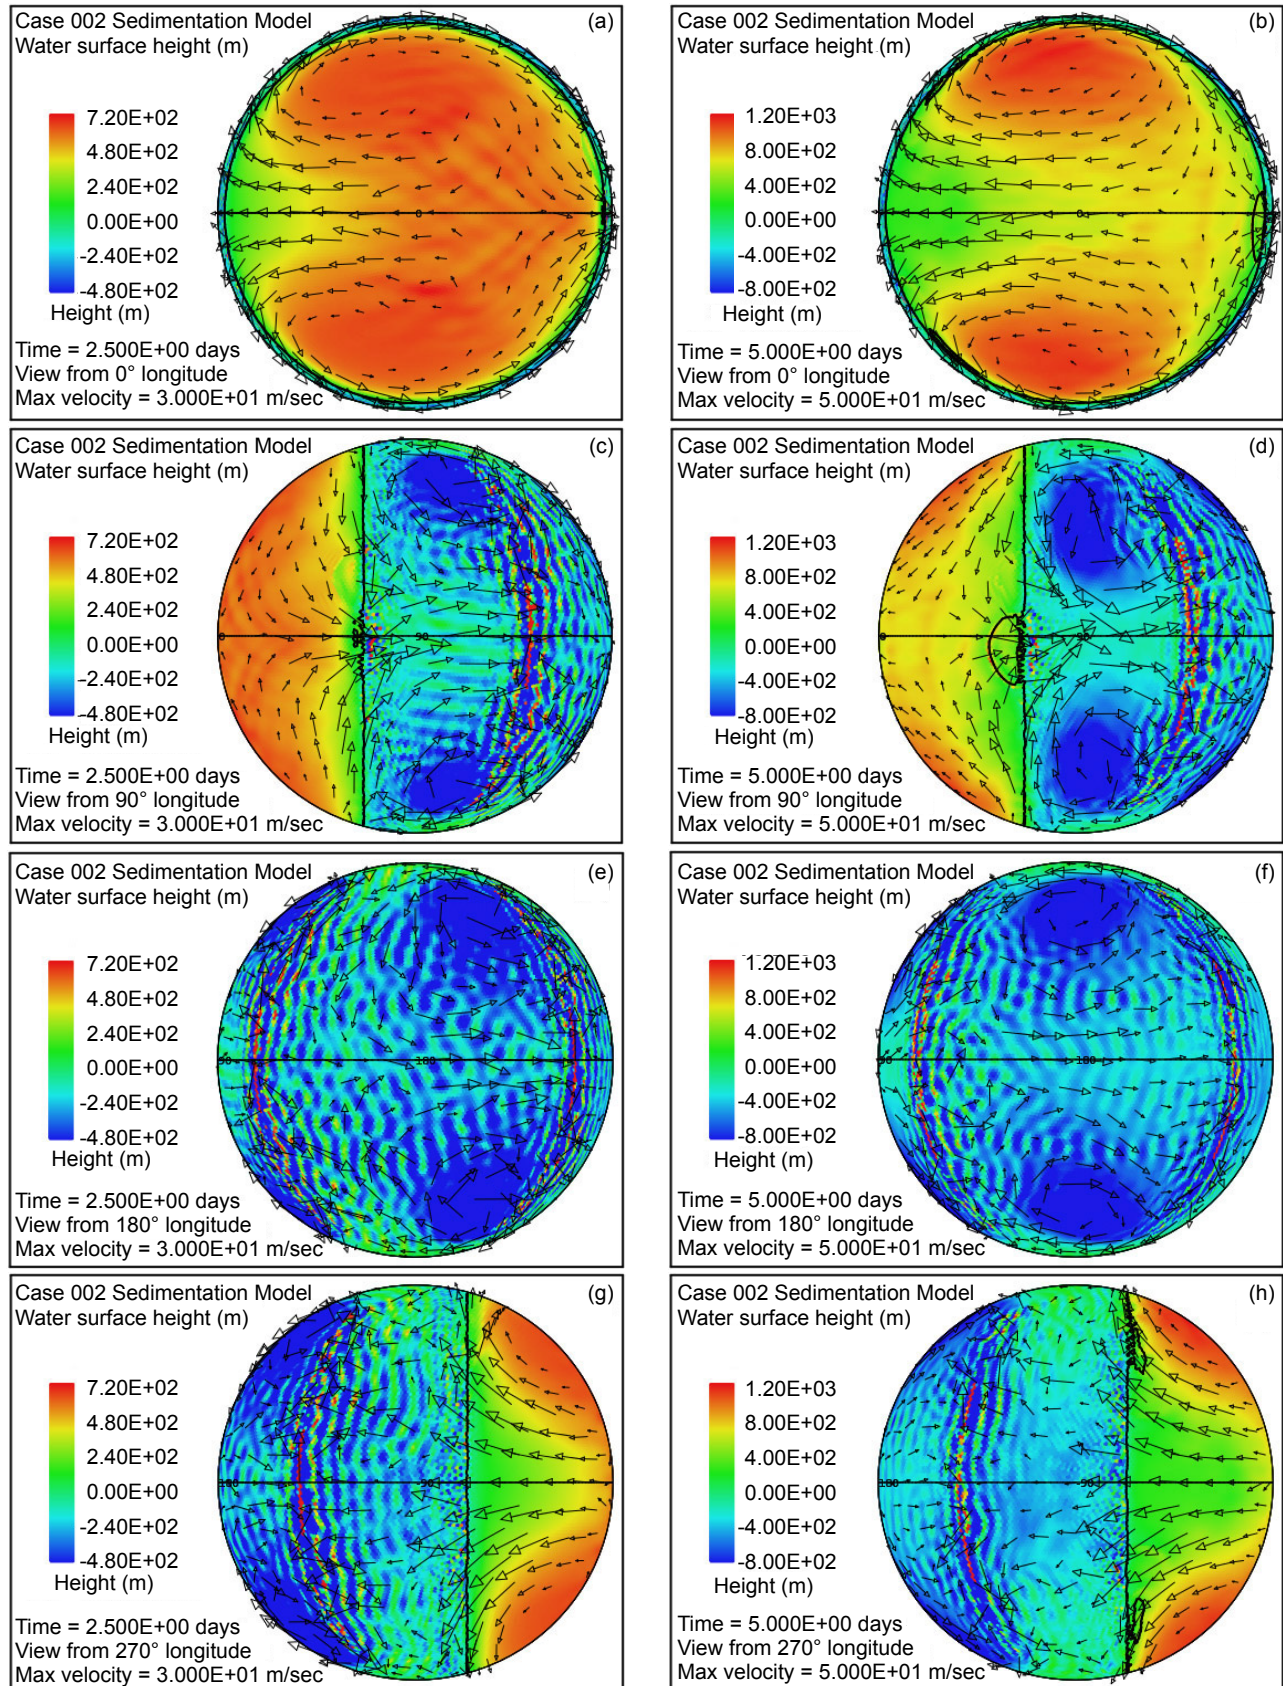 Case 002 Sedimentation Model (a)
Water surface height (m)
7.20E+02
4.80E+02
2.40E+02
0.00E+00
-2.40E+02
-4.80E+02
Height (m)
0
Time = 2.500E+00 days
View from 0° longitude
Max velocity = 3.000E+01 m/sec
Case 002 Sedimentation Model (b)
Water surface height (m)
1.20E+03
8.00E+02
4.00E+02
0.00E+00
-4.00E+02
-8.00E+02
Height (m)
0
Time = 5.000E+00 days
View from 0° longitude
Max velocity = 5.000E+01 m/sec
Case 002 Sedimentation Model (c)
Water surface height (m)
7.20E+02
4.80E+02
2.40E+02
0.00E+00
-2.40E+02
-4.80E+02
Height (m)
0 90
Time = 2.500E+00 days
View from 90° longitude
Max velocity = 3.000E+01 m/sec
Case 002 Sedimentation Model (d)
Water surface height (m)
1.20E+03
8.00E+02
4.00E+02
0.00E+00
-4.00E+02
-8.00E+02
Height (m)
0 90
Time = 5.000E+00 days
View from 90° longitude
Max velocity = 5.000E+01 m/sec
Case 002 Sedimentation Model (e)
Water surface height (m)
7.20E+02
4.80E+02
2.40E+02
0.00E+00
-2.40E+02
-4.80E+02
Height (m)
90 180
Time = 2.500E+00 days
View from 180° longitude
Max velocity = 3.000E+01 m/sec
Case 002 Sedimentation Model (f)
Water surface height (m)
1.20E+03
8.00E+02
4.00E+02
0.00E+00
-4.00E+02
-8.00E+02
Height (m)
90 180
Time = 5.000E+00 days
View from 180° longitude
Max velocity = 5.000E+01 m/sec
Case 002 Sedimentation Model (g)
Water surface height (m)
7.20E+02
4.80E+02
2.40E+02
0.00E+00
-2.40E+02
-4.80E+02
Height (m)
180 -90
Time = 2.500E+00 days
View from 270° longitude
Max velocity = 3.000E+01 m/sec
Case 002 Sedimentation Model (h)
Water surface height (m)
1.20E+03
8.00E+02
4.00E+02
0.00E+00
-4.00E+02
-8.00E+02
Height (m)
180 -90
Time = 5.000E+00 days
View from 270° longitude
Max velocity = 5.000E+01 m/sec